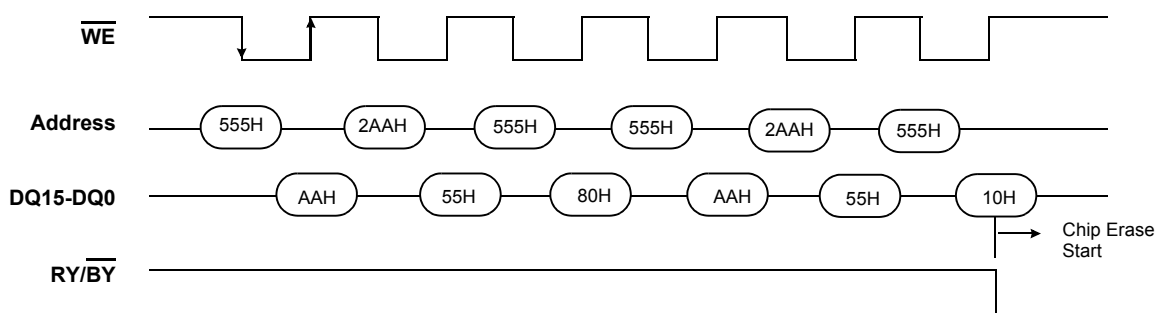 WE
Address 555H 2AAH 555H 555H 2AAH 555H
DQ15-DQ0 AAH 55H 80H AAH 55H 10H
Chip Erase
Start
RY/BY